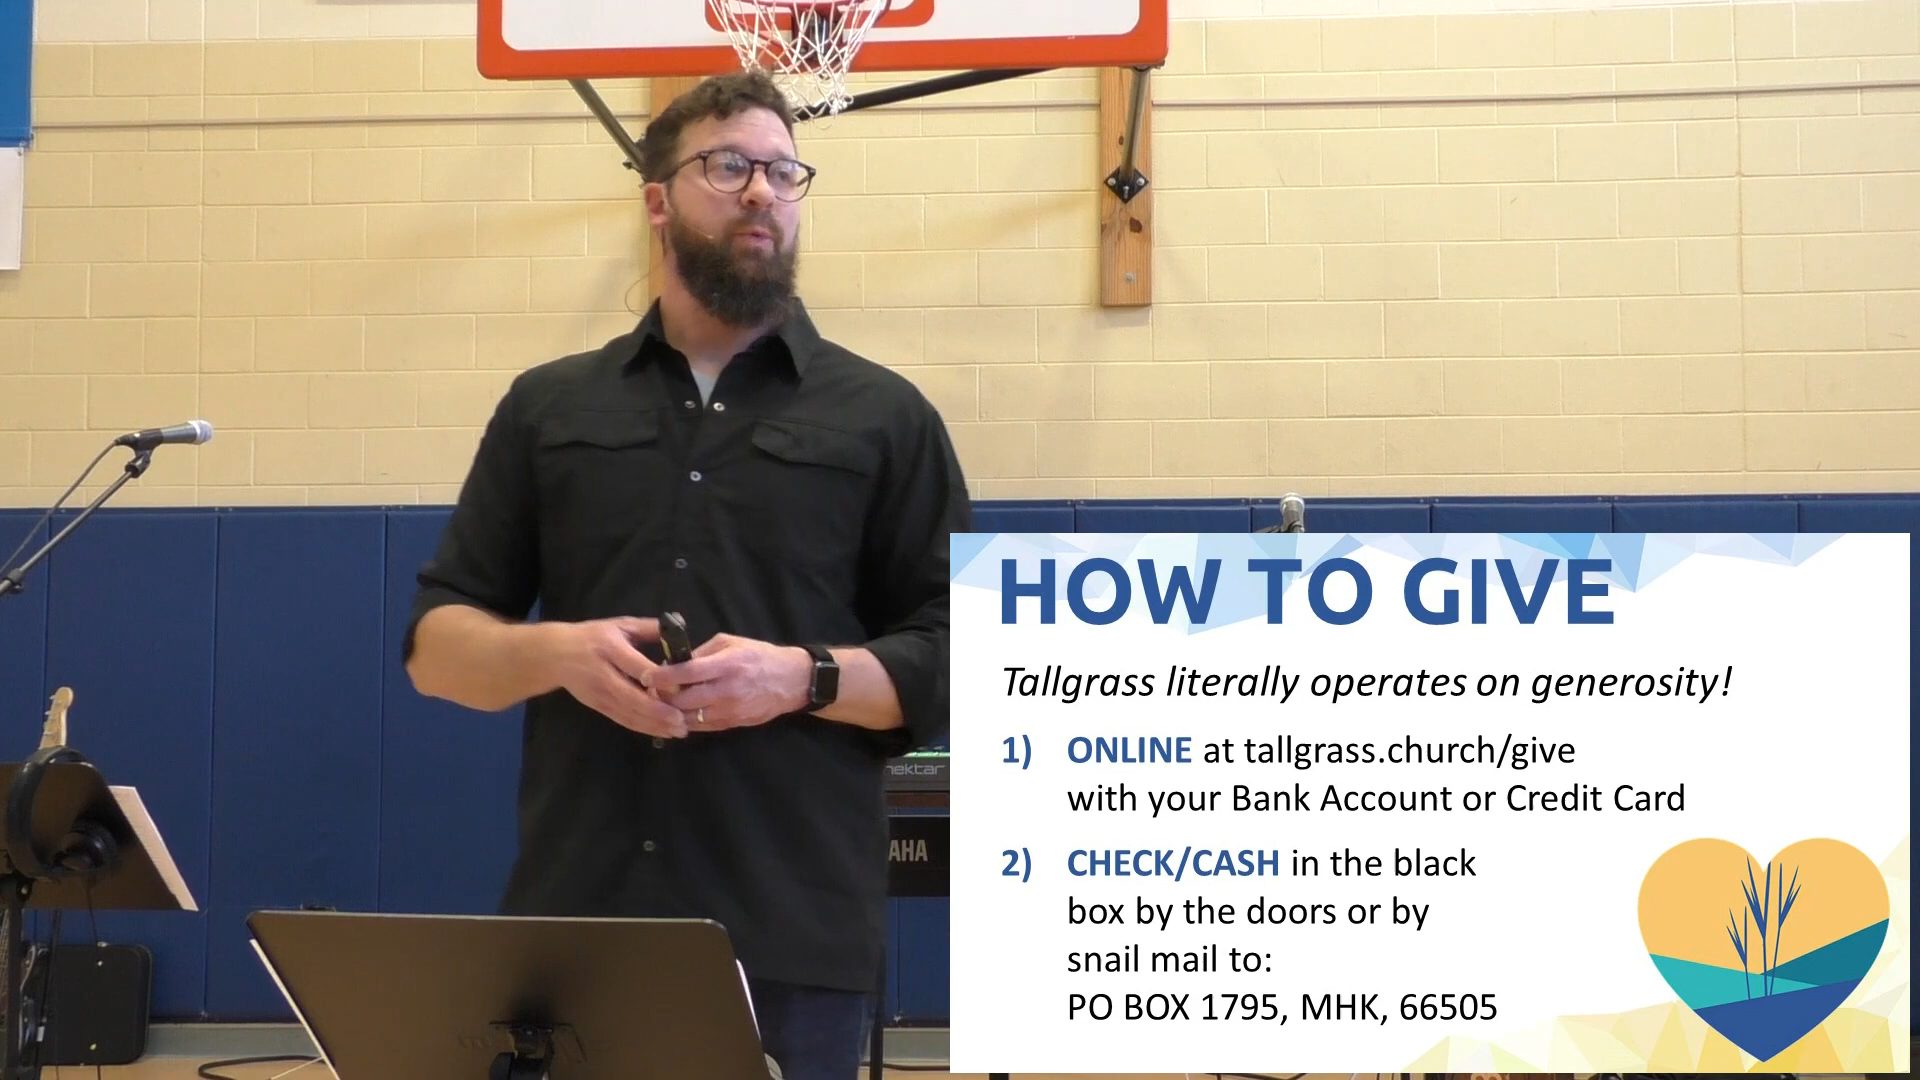 HOW TO GIVE
Tallgrass literally operates on generosity!
1) ONLINE at tallgrass.church/give
with your Bank Account or Credit Card
2) CHECK/CASH in the black
box by the doors or by
snail mail to:
PO BOX 1795, MHK, 66505
nektar
AHA